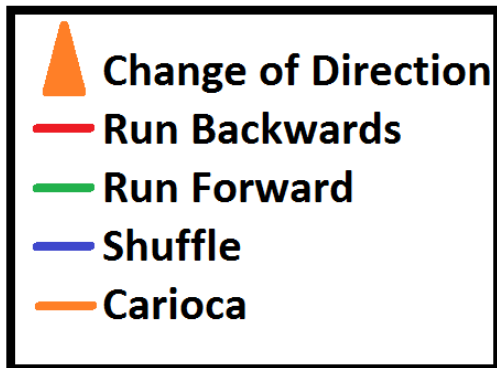 Change of Direction
Run Backwards
Run Forward
Shuffle
Carioca